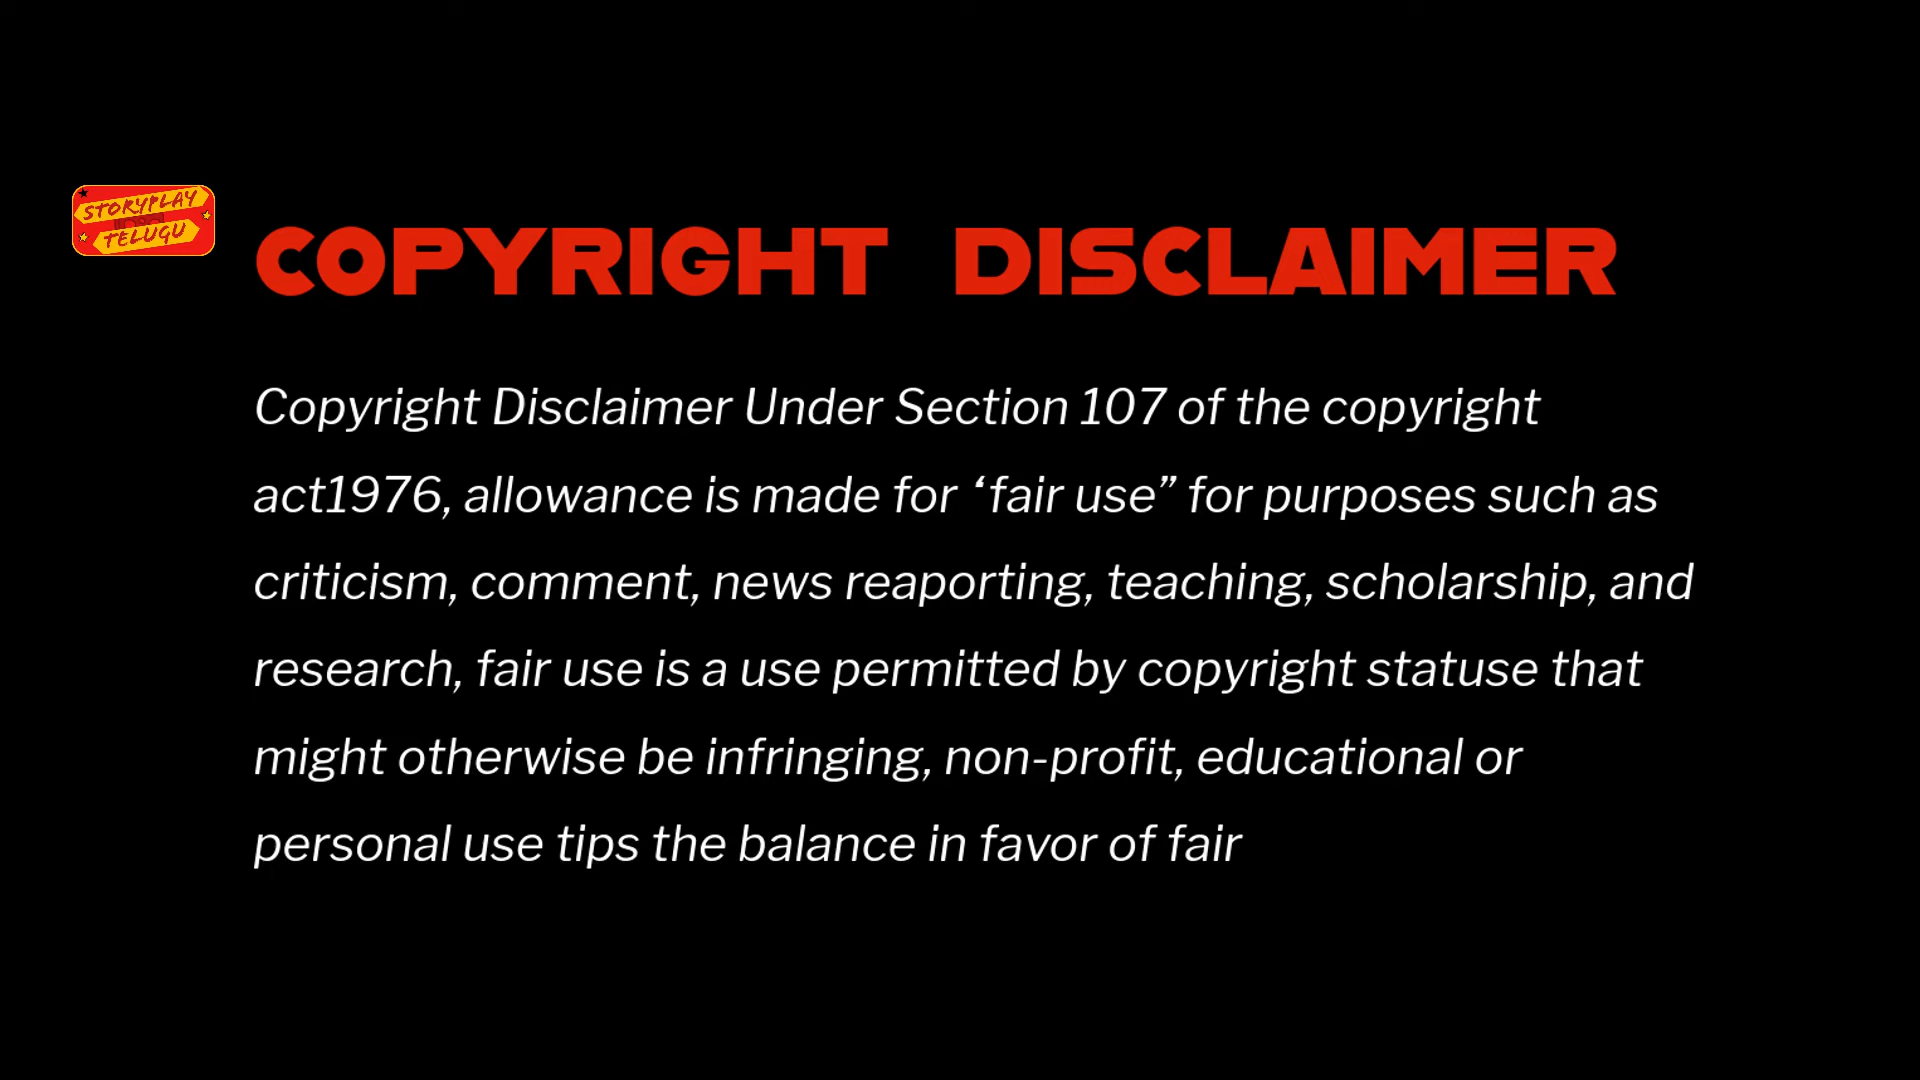 STORYPLAY
TELUGU
COPYRIGHT DISCLAIMER
Copyright Disclaimer Under Section 107 of the copyright
act1976, allowance is made for ‘fair use” for purposes such as
criticism, comment, news reaporting, teaching, scholarship, and
research, fair use is a use permitted by copyright statuse that
might otherwise be infringing, non-profit, educational or
personal use tips the balance in favor of fair